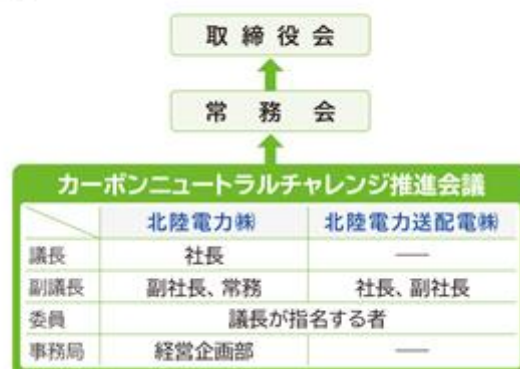 取締役会
常務会
カーボンニュートラルチャレンジ推進会議
北陸電力㈱ 北陸電力送配電㈱
議長 社長 ―
副議長 副社長、常務 社長、副社長
委員 議長が指名する者
事務局 経営企画部 ―